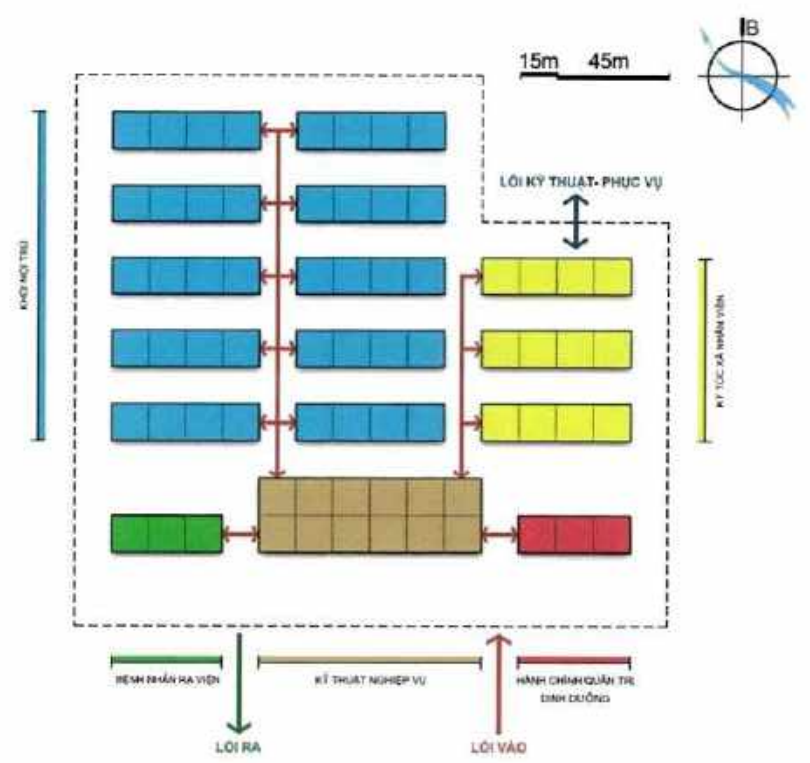 B
15m 45m
LỐI KỸ THUẬT- PHỤC VỤ
KHỐI NỘI TRÚ
KÝ TÚC XÁ NHÂN VIÊN
BỆNH NHÂN RA VIỆN
KỸ THUẬT NGHIỆP VỤ
HÀNH CHÍNH QUẢN TRỊ,
DINH DƯỠNG
LỐI RA
LỐI VÀO